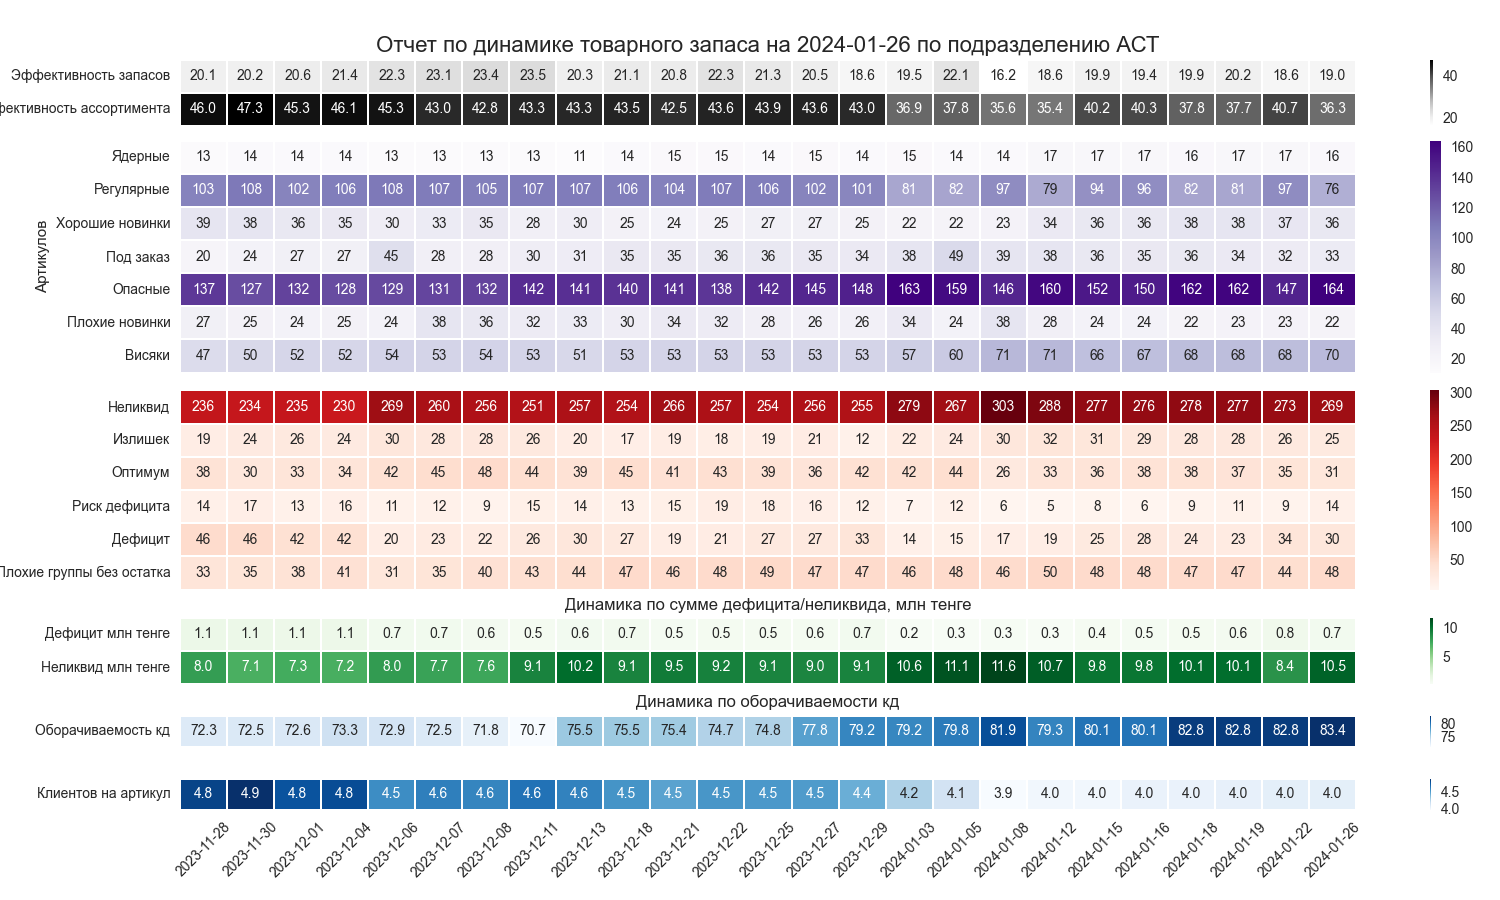 Отчет по динамике товарного запаса на 2024-01-26 по подразделению АСТ
Эффективность запасов 20.1 20.2 20.6 21.4 22.3 23.1 23.4 23.5 20.3 21.1 20.8 22.3 21.3 20.5 18.6 19.5 22.1 16.2 18.6 19.9 19.4 19.9 20.2 18.6 19.0
фективность ассортимента 46.0 47.3 45.3 46.1 45.3 43.0 42.8 43.3 43.3 43.5 42.5 43.6 43.9 43.6 43.0 36.9 37.8 35.6 35.4 40.2 40.3 37.8 37.7 40.7 36.3
40
20
Артикулов
Ядерные 13 14 14 14 13 13 13 13 11 14 15 15 14 15 14 15 14 14 17 17 17 16 17 17 16
Регулярные 103 108 102 106 108 107 105 107 107 106 104 107 106 102 101 81 82 97 79 94 96 82 81 97 76
Хорошие новинки 39 38 36 35 30 33 35 28 30 25 24 25 27 27 25 22 22 23 34 36 36 38 38 37 36
Под заказ 20 24 27 27 45 28 28 30 31 35 35 36 36 35 34 38 49 39 38 36 35 36 34 32 33
Опасные 137 127 132 128 129 131 132 142 141 140 141 138 142 145 148 163 159 146 160 152 150 162 162 147 164
Плохие новинки 27 25 24 25 24 38 36 32 33 30 34 32 28 26 26 34 24 38 28 24 24 22 23 23 22
Висяки 47 50 52 52 54 53 54 53 51 53 53 53 53 53 53 57 60 71 71 66 67 68 68 68 70
160
140
120
100
80
60
40
20
Неликвид 236 234 235 230 269 260 256 251 257 254 266 257 254 256 255 279 267 303 288 277 276 278 277 273 269
Излишек 19 24 26 24 30 28 28 26 20 17 19 18 19 21 12 22 24 30 32 31 29 28 28 26 25
Оптимум 38 30 33 34 42 45 48 44 39 45 41 43 39 36 42 42 44 26 33 36 38 38 37 35 31
Риск дефицита 14 17 13 16 11 12 9 15 14 13 15 19 18 16 12 7 12 6 5 8 6 9 11 9 14
Дефицит 46 46 42 42 20 23 22 26 30 27 19 21 27 27 33 14 15 17 19 25 28 24 23 34 30
Плохие группы без остатка 33 35 38 41 31 35 40 43 44 47 46 48 49 47 47 46 48 46 50 48 48 47 47 44 48
300
250
200
150
100
50
Динамика по сумме дефицита/неликвида, млн тенге
Дефицит млн тенге 1.1 1.1 1.1 1.1 0.7 0.7 0.6 0.5 0.6 0.7 0.5 0.5 0.5 0.6 0.7 0.2 0.3 0.3 0.3 0.4 0.5 0.5 0.6 0.8 0.7
Неликвид млн тенге 8.0 7.1 7.3 7.2 8.0 7.7 7.6 9.1 10.2 9.1 9.5 9.2 9.1 9.0 9.1 10.6 11.1 11.6 10.7 9.8 9.8 10.1 10.1 8.4 10.5
10
5
Динамика по оборачиваемости кд
Оборачиваемость кд 72.3 72.5 72.6 73.3 72.9 72.5 71.8 70.7 75.5 75.5 75.4 74.7 74.8 77.8 79.2 79.2 79.8 81.9 79.3 80.1 80.1 82.8 82.8 82.8 83.4
80
75
Клиентов на артикул 4.8 4.9 4.8 4.8 4.5 4.6 4.6 4.6 4.6 4.5 4.5 4.5 4.5 4.5 4.4 4.2 4.1 3.9 4.0 4.0 4.0 4.0 4.0 4.0 4.0
4.5
4.0
2023-11-28 2023-11-30 2023-12-01 2023-12-04 2023-12-06 2023-12-07 2023-12-08 2023-12-11 2023-12-13 2023-12-18 2023-12-21 2023-12-22 2023-12-25 2023-12-27 2023-12-29 2024-01-03 2024-01-05 2024-01-08 2024-01-12 2024-01-15 2024-01-16 2024-01-18 2024-01-19 2024-01-22 2024-01-26